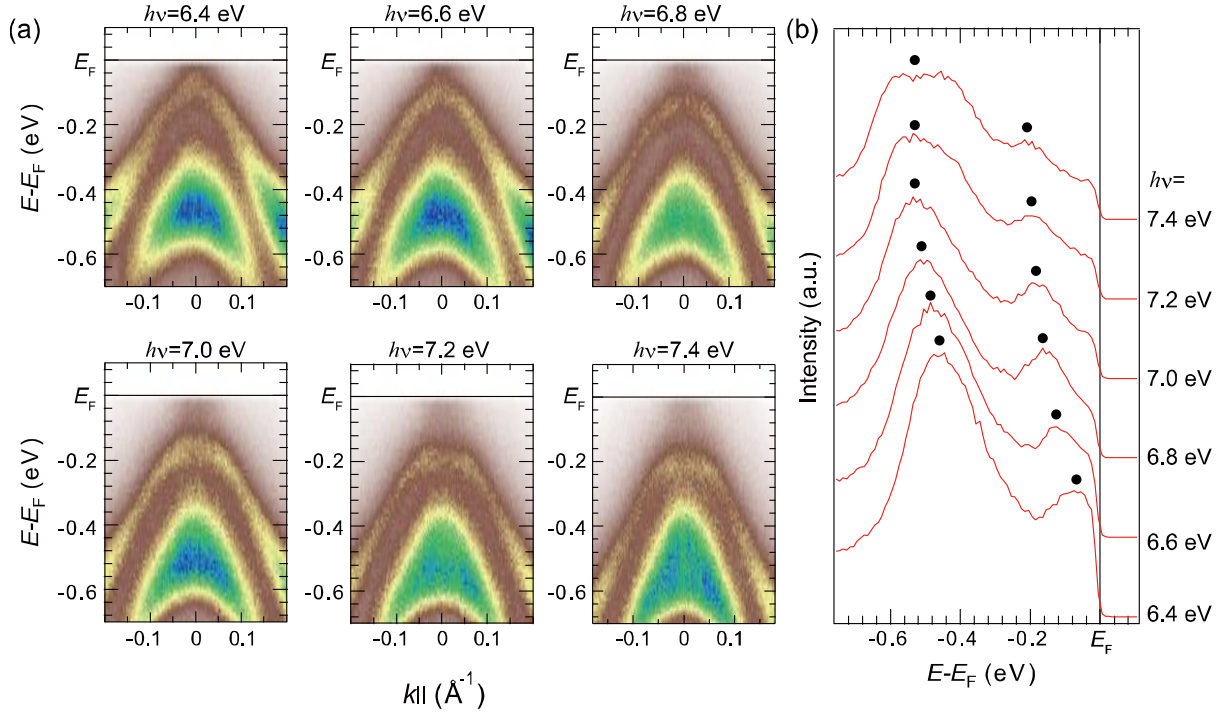 (a)
hν=6.4 eV
hν=6.6 eV
hν=6.8 eV
EF
-0.2
-0.4
-0.6
E-EF (eV)
-0.1 0 0.1
-0.1 0 0.1
-0.1 0 0.1
EF
-0.2
-0.4
-0.6
EF
-0.2
-0.4
-0.6
hν=7.0 eV
hν=7.2 eV
hν=7.4 eV
EF
-0.2
-0.4
-0.6
E-EF (eV)
-0.1 0 0.1
-0.1 0 0.1
-0.1 0 0.1
EF
-0.2
-0.4
-0.6
EF
-0.2
-0.4
-0.6
k|| (Å-1)
(b)
Intensity (a.u.)
hν=
7.4 eV
7.2 eV
7.0 eV
6.8 eV
6.6 eV
6.4 eV
-0.6 -0.4 -0.2 EF
E-EF (eV)